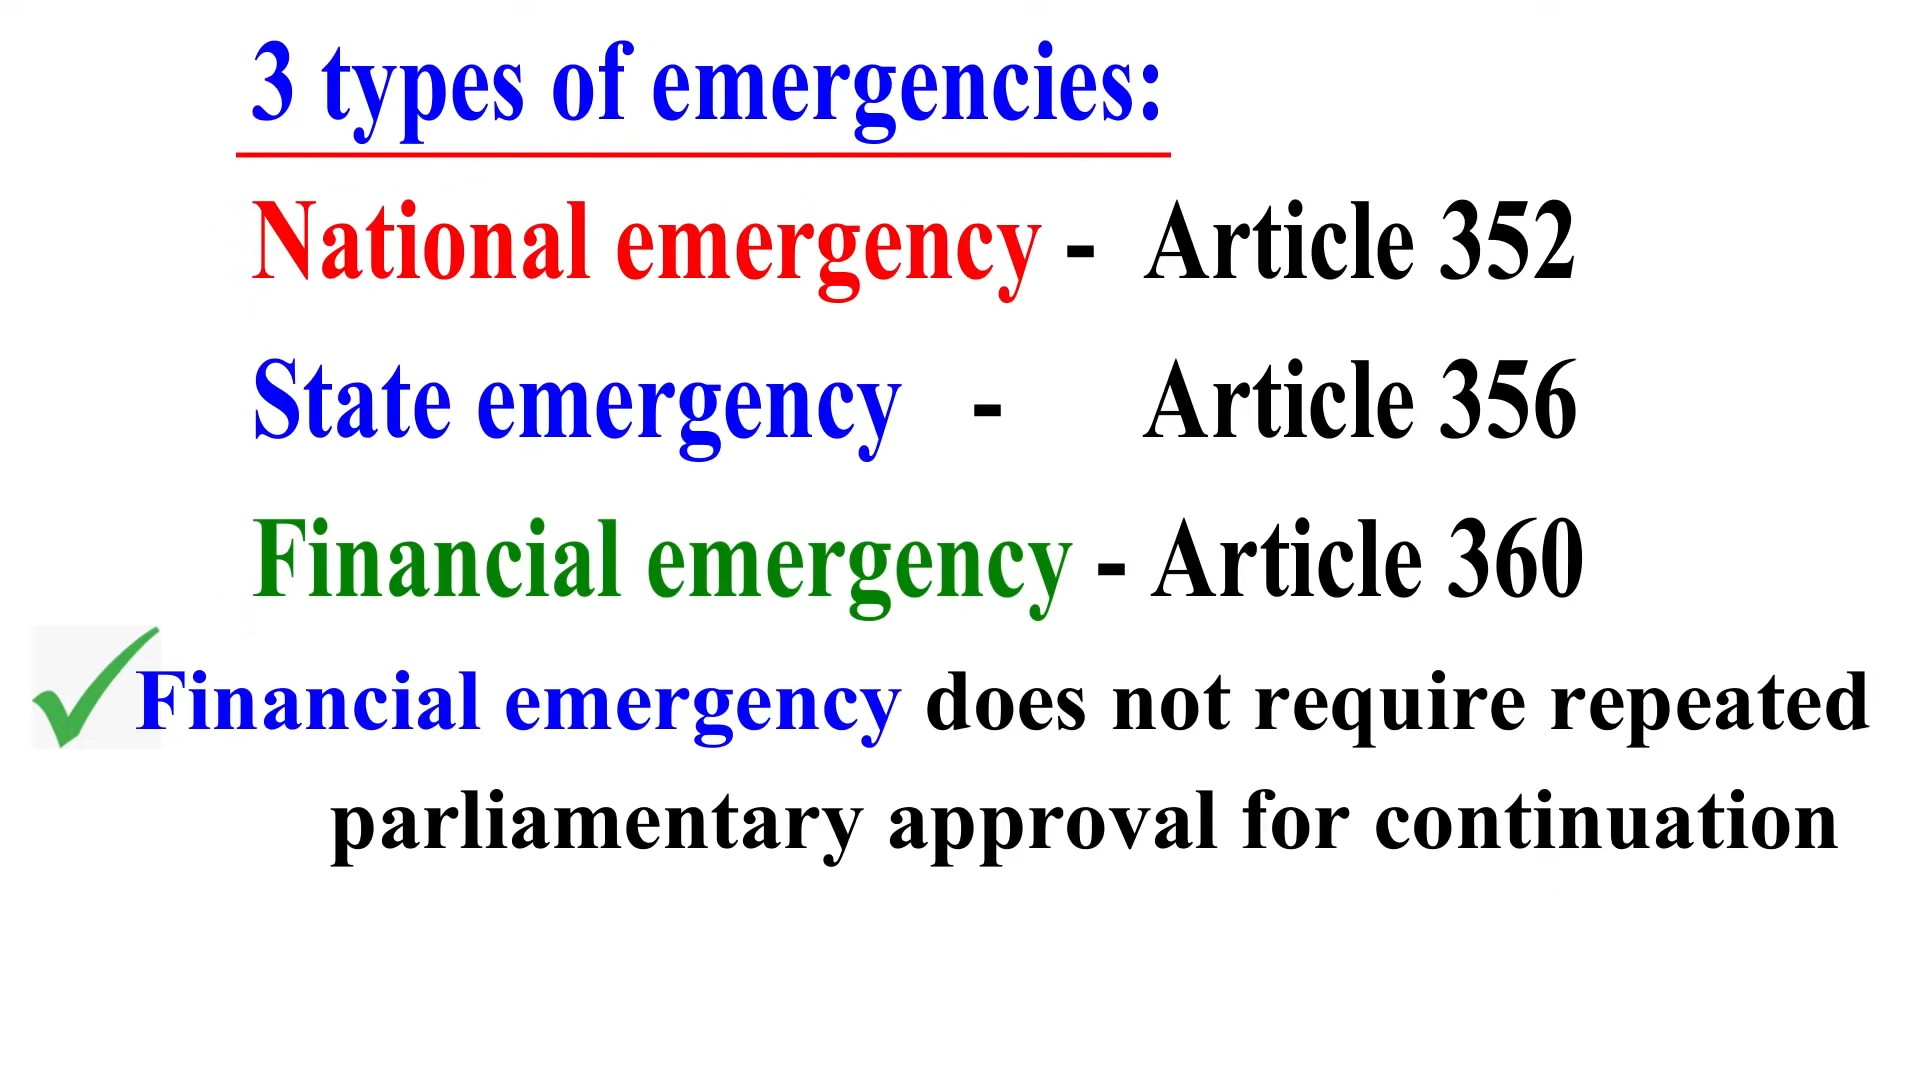 3 types of emergencies:
National emergency - Article 352
State emergency - Article 356
Financial emergency - Article 360
Financial emergency does not require repeated
parliamentary approval for continuation